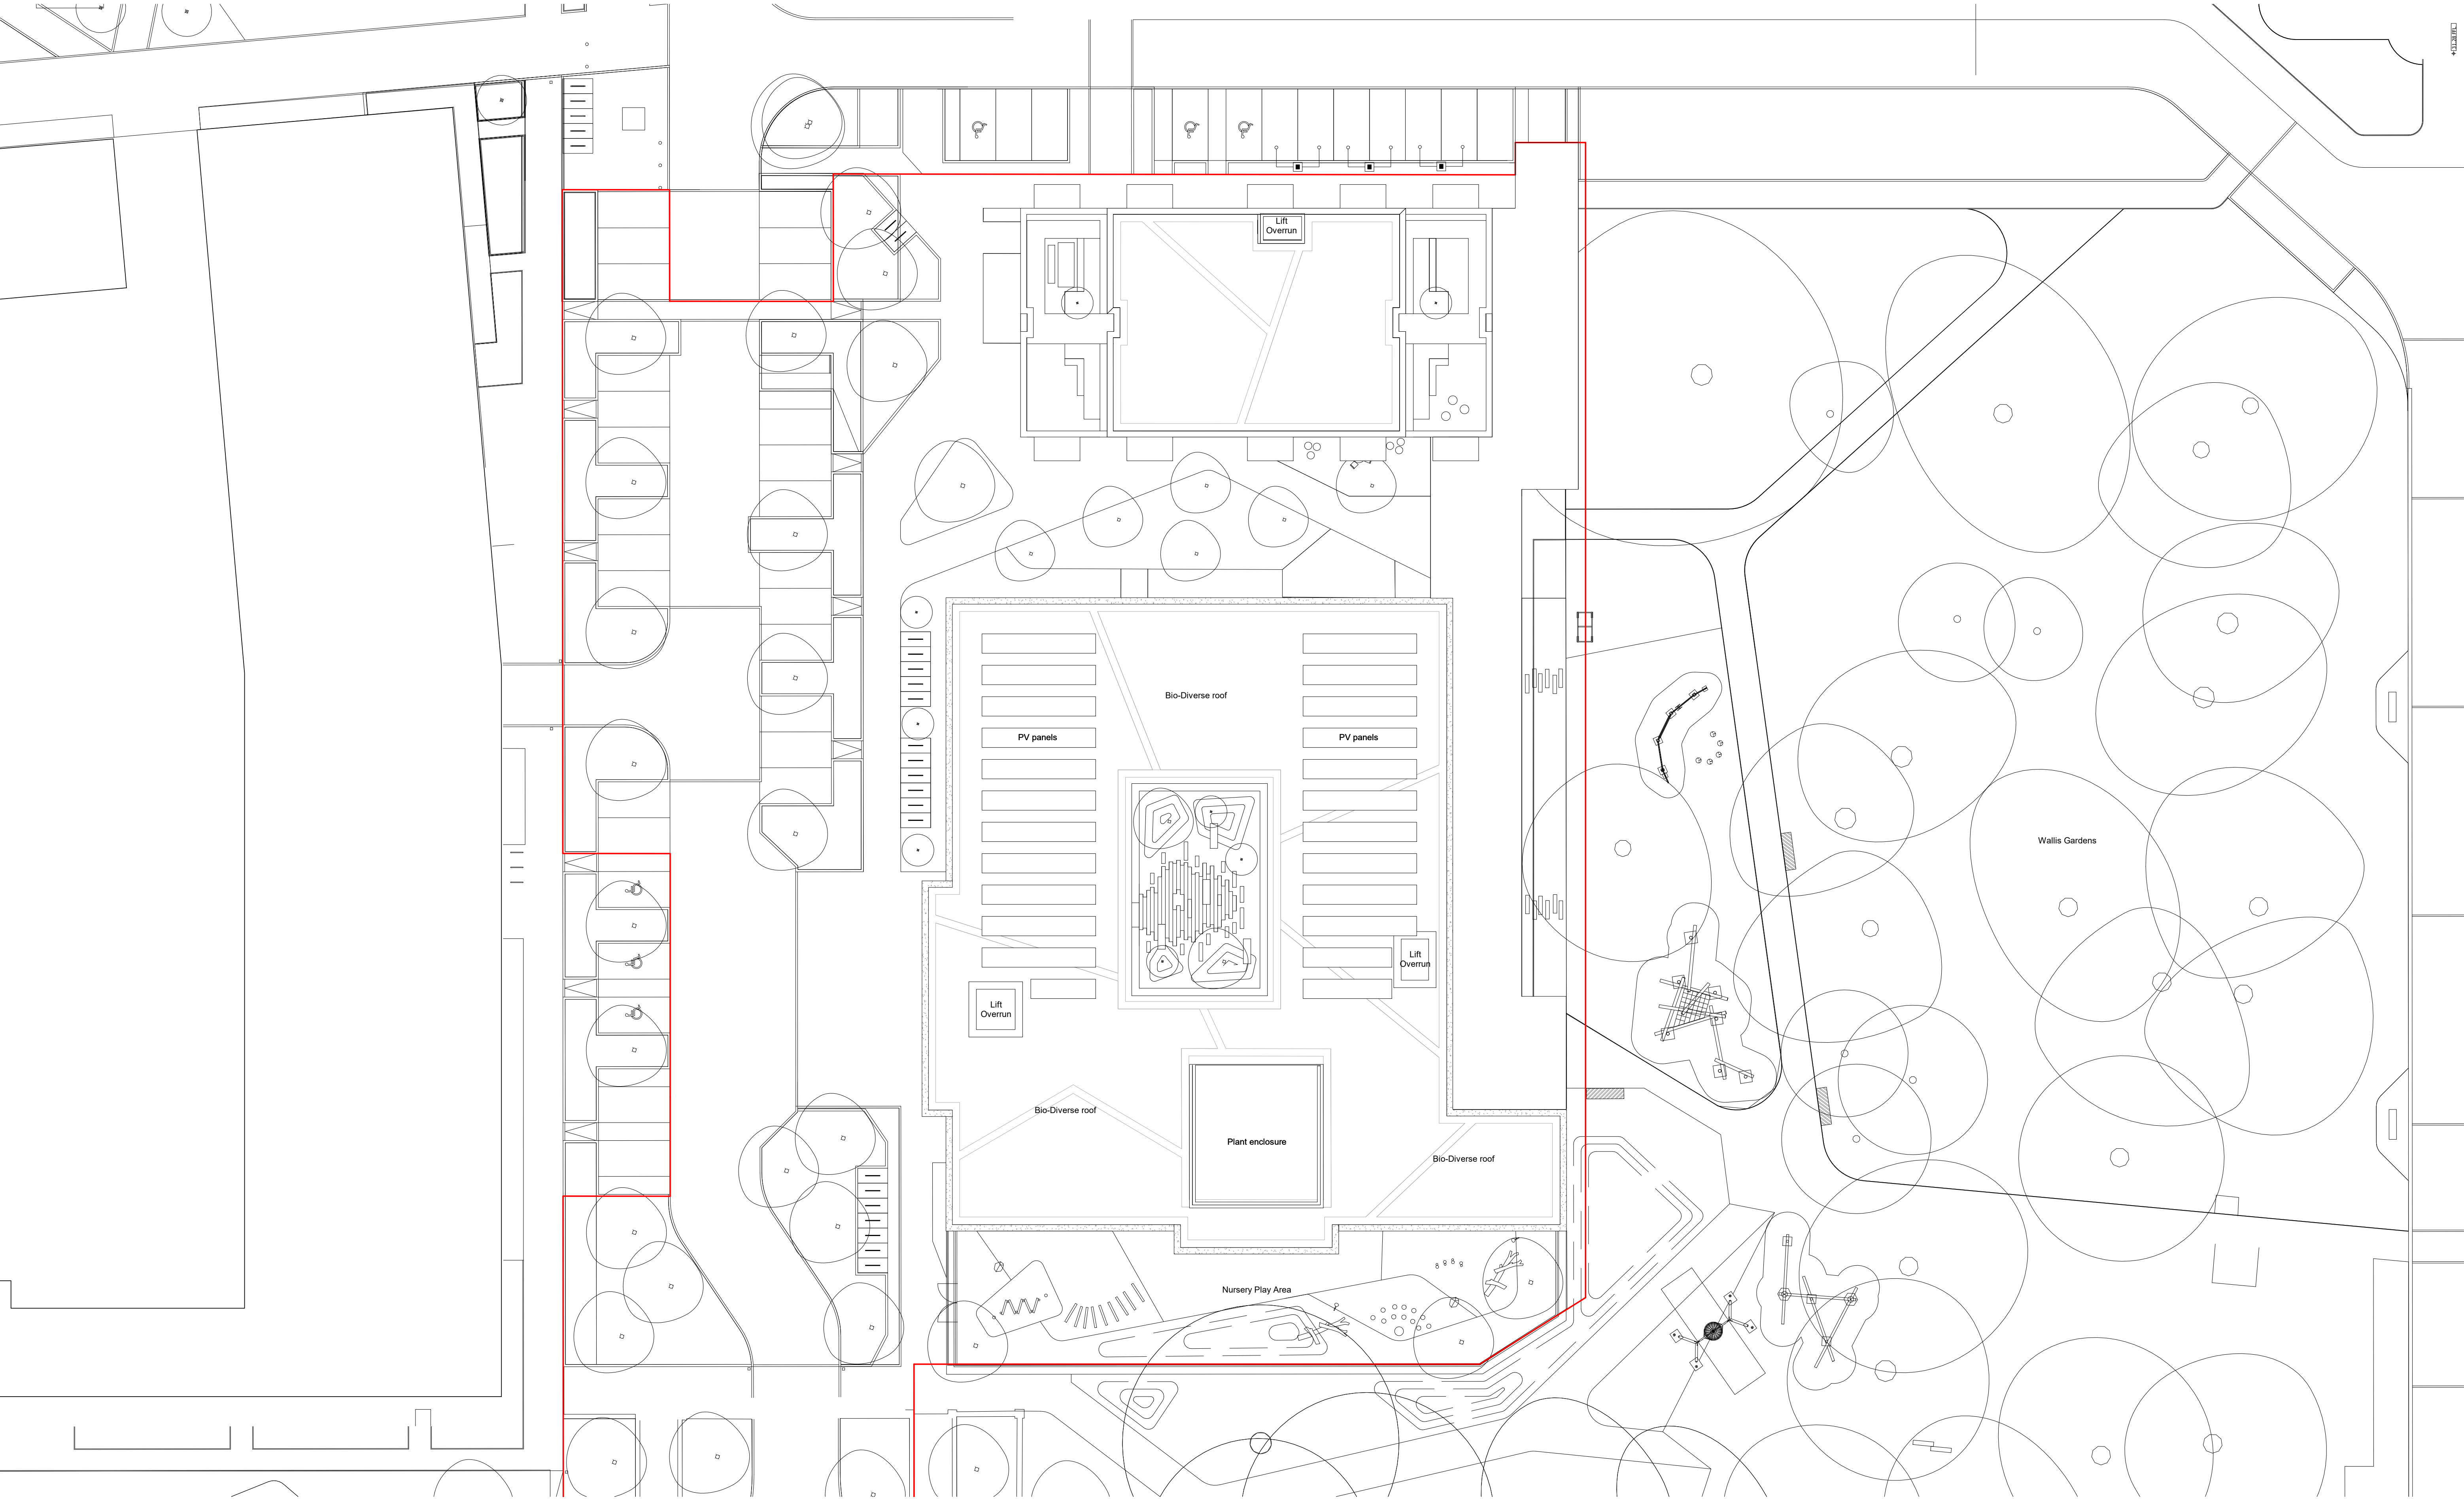 Lift
Overrun
Bio-Diverse roof
PV panels
PV panels
Wallis Gardens
Lift
Overrun
Lift
Overrun
Bio-Diverse roof
Plant enclosure
Bio-Diverse roof
Nursery Play Area